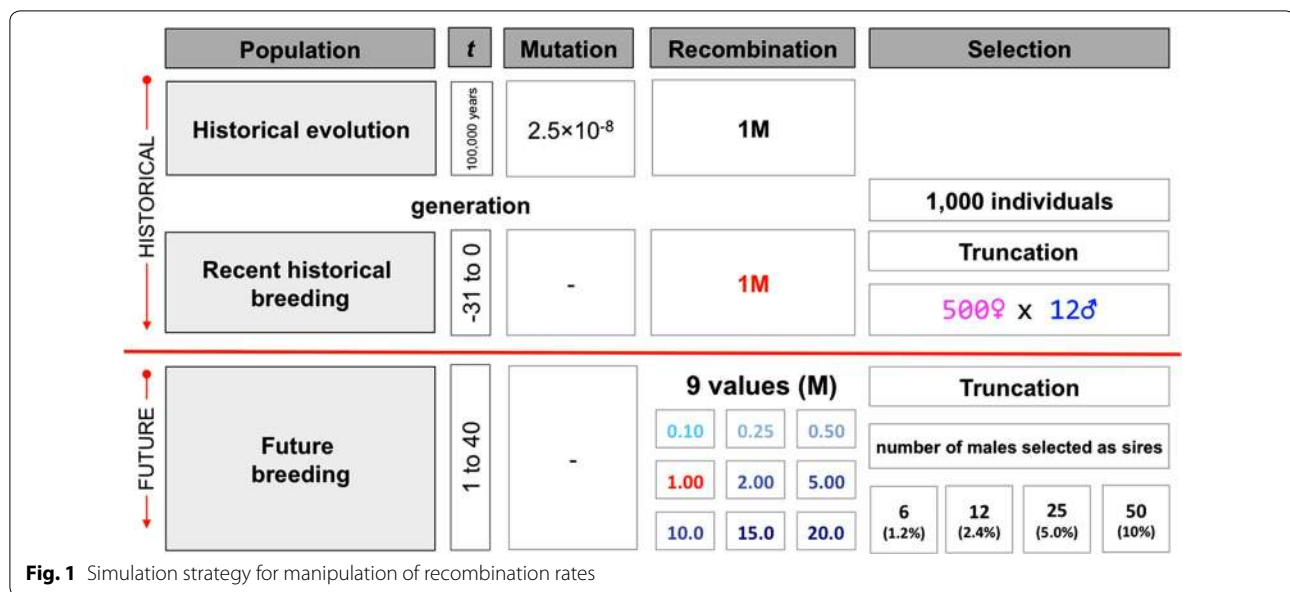 Population t Mutation Recombination Selection
HISTORICAL
Historical evolution
100,000 years
2.5×10-8
1M
generation
1,000 individuals
Recent historical
breeding
-31 to 0
-
1M
Truncation
500♀ x 12♂
FUTURE
Future
breeding
1 to 40
-
9 values (M)
0.10 0.25 0.50
1.00 2.00 5.00
10.0 15.0 20.0
Truncation
number of males selected as sires
6 12 25 50
(1.2%) (2.4%) (5.0%) (10%)
Fig. 1 Simulation strategy for manipulation of recombination rates